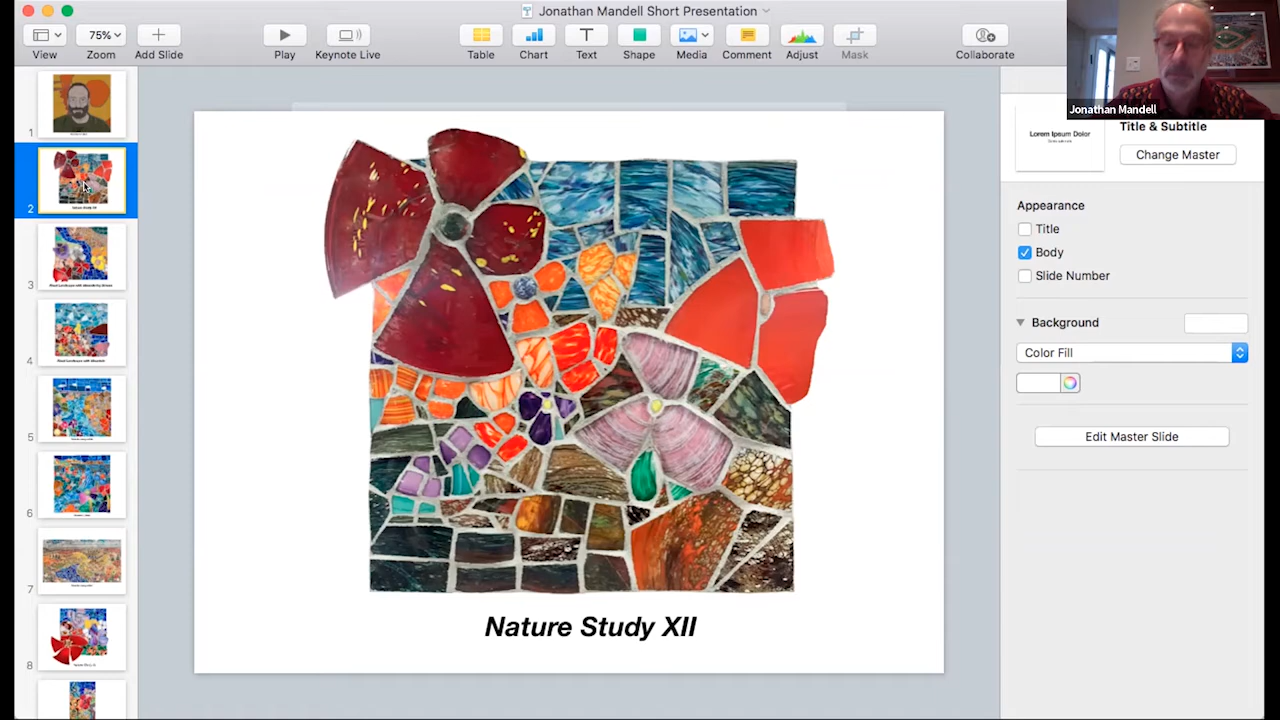 Jonathan Mandell Short Presentation
75%
View
Zoom
Add Slide
Play
Keynote Live
Table
Chart
Text
Shape
Media
Comment
Adjust
Mask
Collaborate
Jonathan Mandell
1
2
3
4
5
6
7
8
Nature Study XII
Lorem Ipsum Dolor
Title & Subtitle
Change Master
Appearance
Title
Body
Slide Number
Background
Color Fill
Edit Master Slide